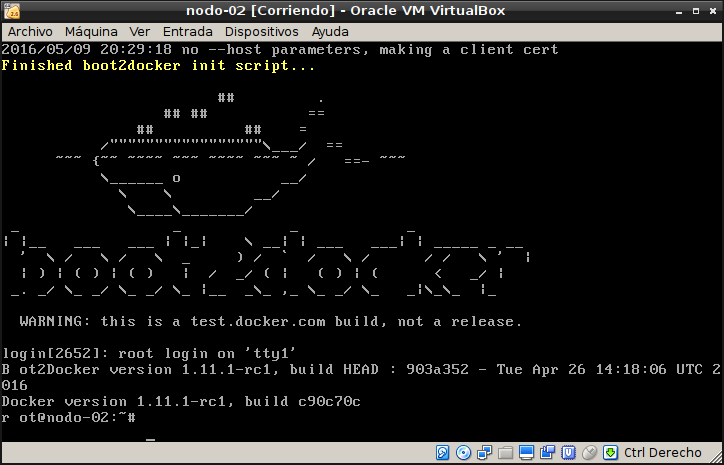 nodo-02 [Corriendo] - Oracle VM VirtualBox
Archivo Máquina Ver Entrada Dispositivos Ayuda
2016/05/09 20:29:18 no --host parameters, making a client cert
Finished boot2docker init script...
boot2docker
WARNING: this is a test.docker.com build, not a release.
login[2652]: root login on 'tty1'
B ot2Docker version 1.11.1-rc1, build HEAD : 903a352 - Tue Apr 26 14:18:06 UTC 2
016
Docker version 1.11.1-rc1, build c90c70c
r ot@nodo-02:~#
Ctrl Derecho